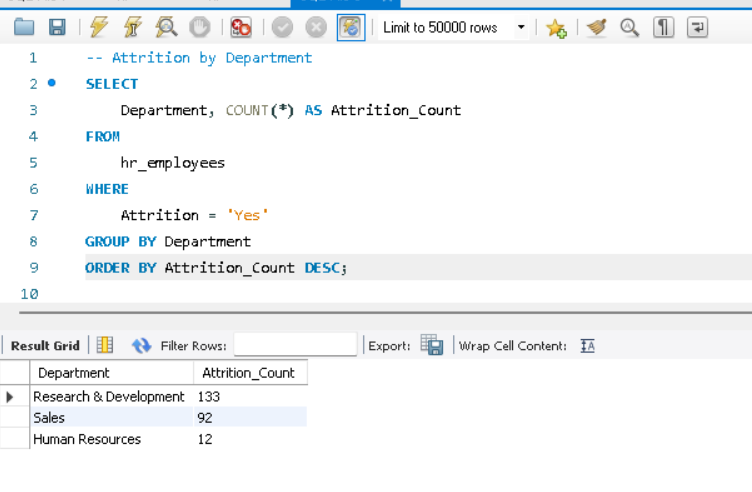 Limit to 50000 rows
1 -- Attrition by Department
2 SELECT
3 Department, COUNT(*) AS Attrition_Count
4 FROM
5 hr_employees
6 WHERE
7 Attrition = 'Yes'
8 GROUP BY Department
9 ORDER BY Attrition_Count DESC;
10
Result Grid Filter Rows: Export: Wrap Cell Content: IA
Department Attrition_Count
Research & Development 133
Sales 92
Human Resources 12